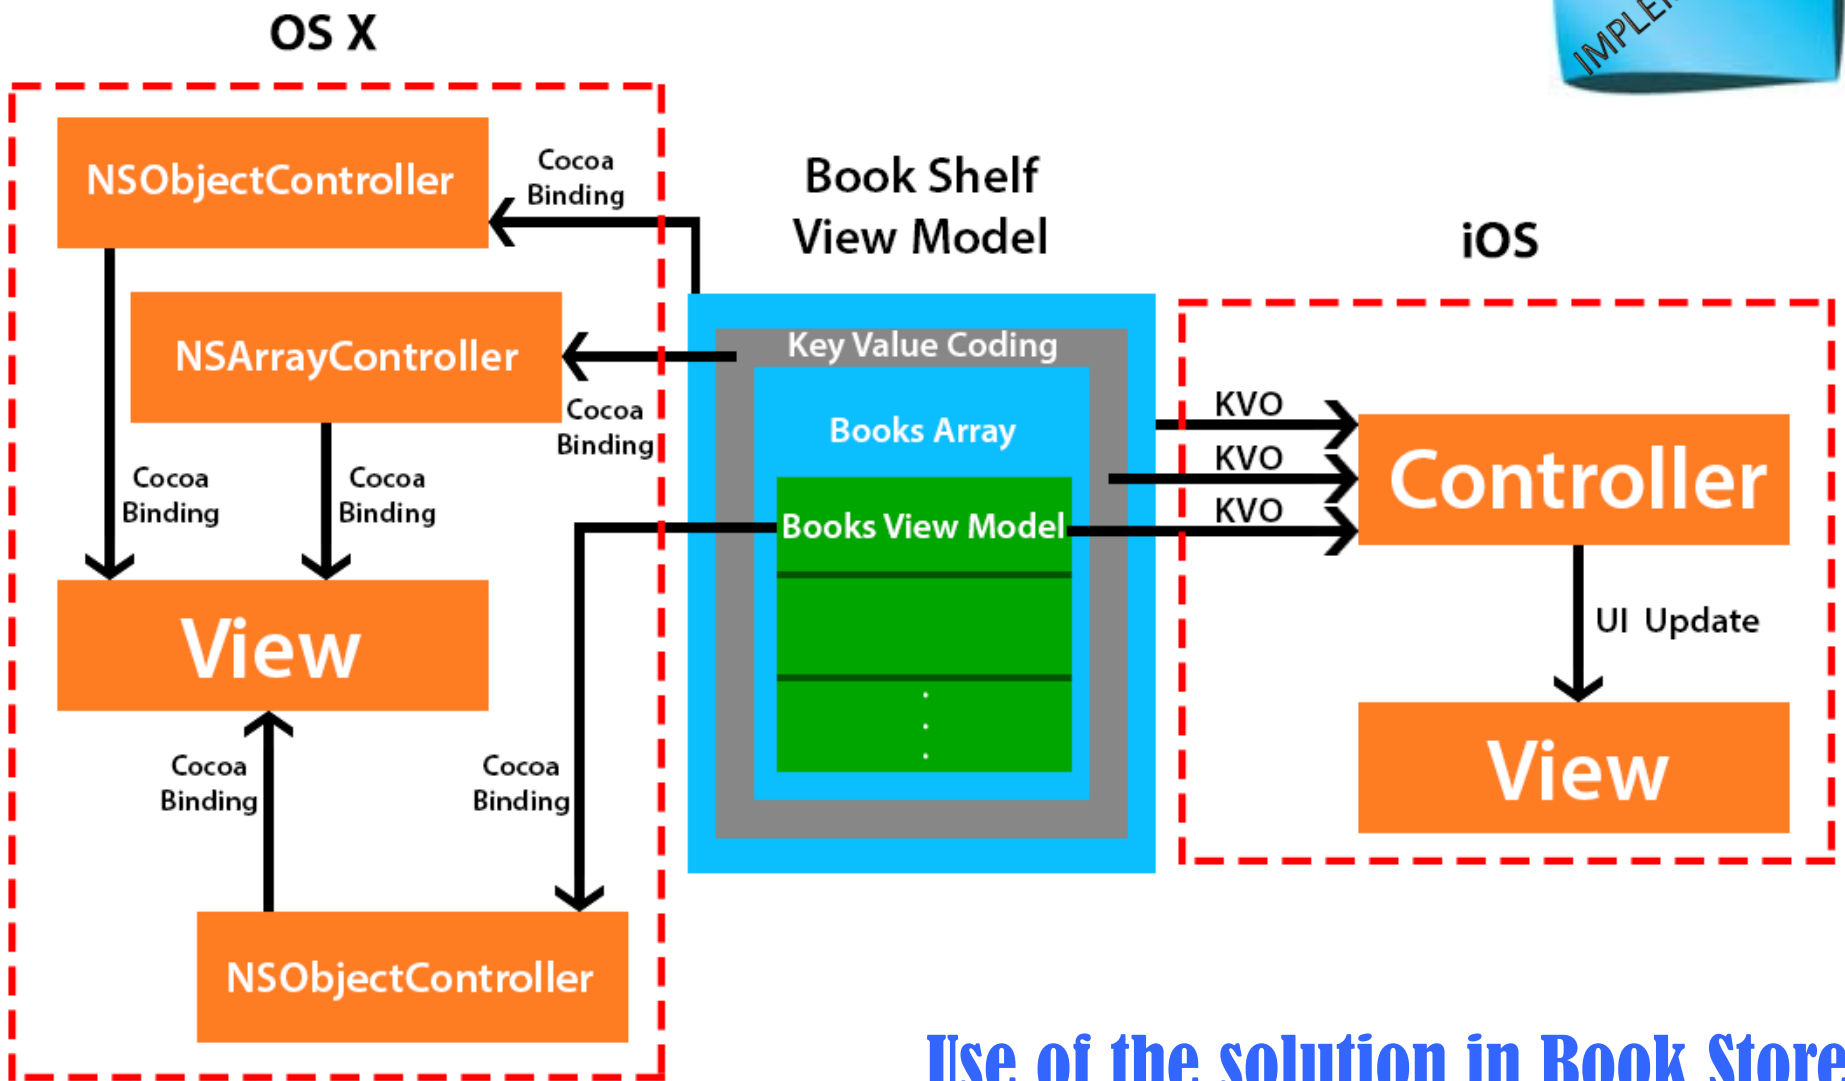 OS X
NSObjectController
Cocoa
Binding
NSArrayController
Cocoa
Binding
Cocoa
Binding
Cocoa
Binding
View
Cocoa
Binding
Cocoa
Binding
NSObjectController
Book Shelf
View Model
Key Value Coding
Books Array
Books View Model
iOS
KVO
KVO
KVO
Controller
UI Update
View
Use of the solution in Book Store